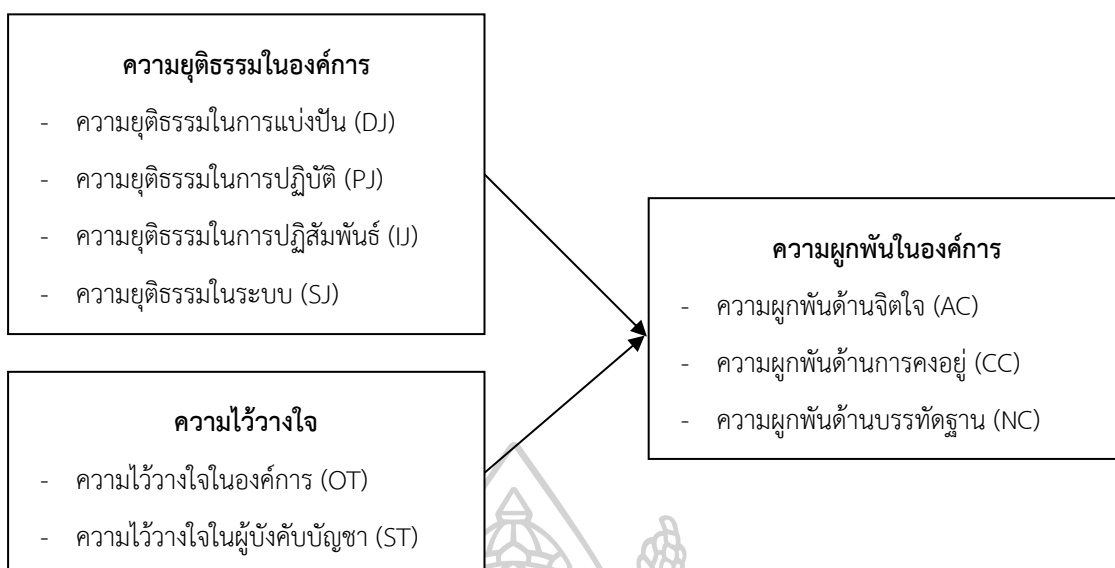 ความยุติธรรมในองค์การ
- ความยุติธรรมในการแบ่งปัน (DJ)
- ความยุติธรรมในการปฏิบัติ (PJ)
- ความยุติธรรมในการปฏิสัมพันธ์ (IJ)
- ความยุติธรรมในระบบ (SJ)
ความไว้วางใจ
- ความไว้วางใจในองค์การ (OT)
- ความไว้วางใจในผู้บังคับบัญชา (ST)
ความผูกพันในองค์การ
- ความผูกพันด้านจิตใจ (AC)
- ความผูกพันด้านการคงอยู่ (CC)
- ความผูกพันด้านบรรทัดฐาน (NC)